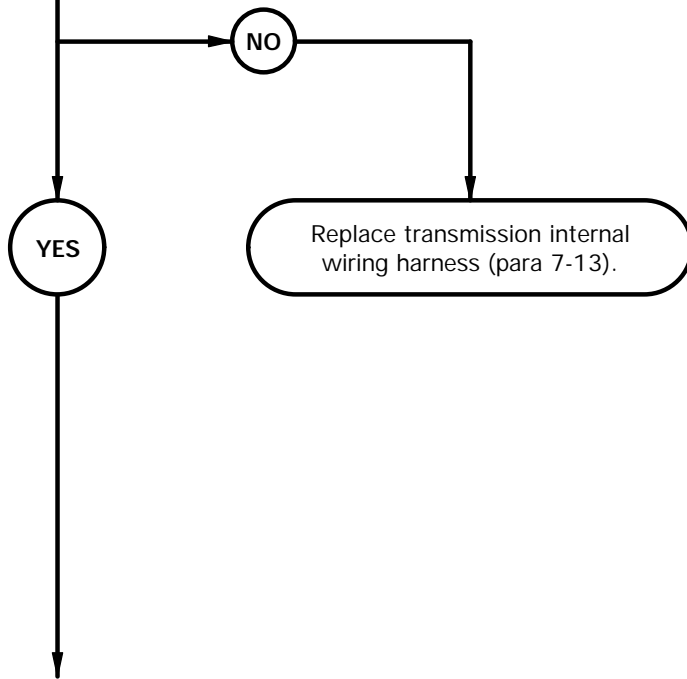 NO
YES
Replace transmission internal
wiring harness (para 7-13).